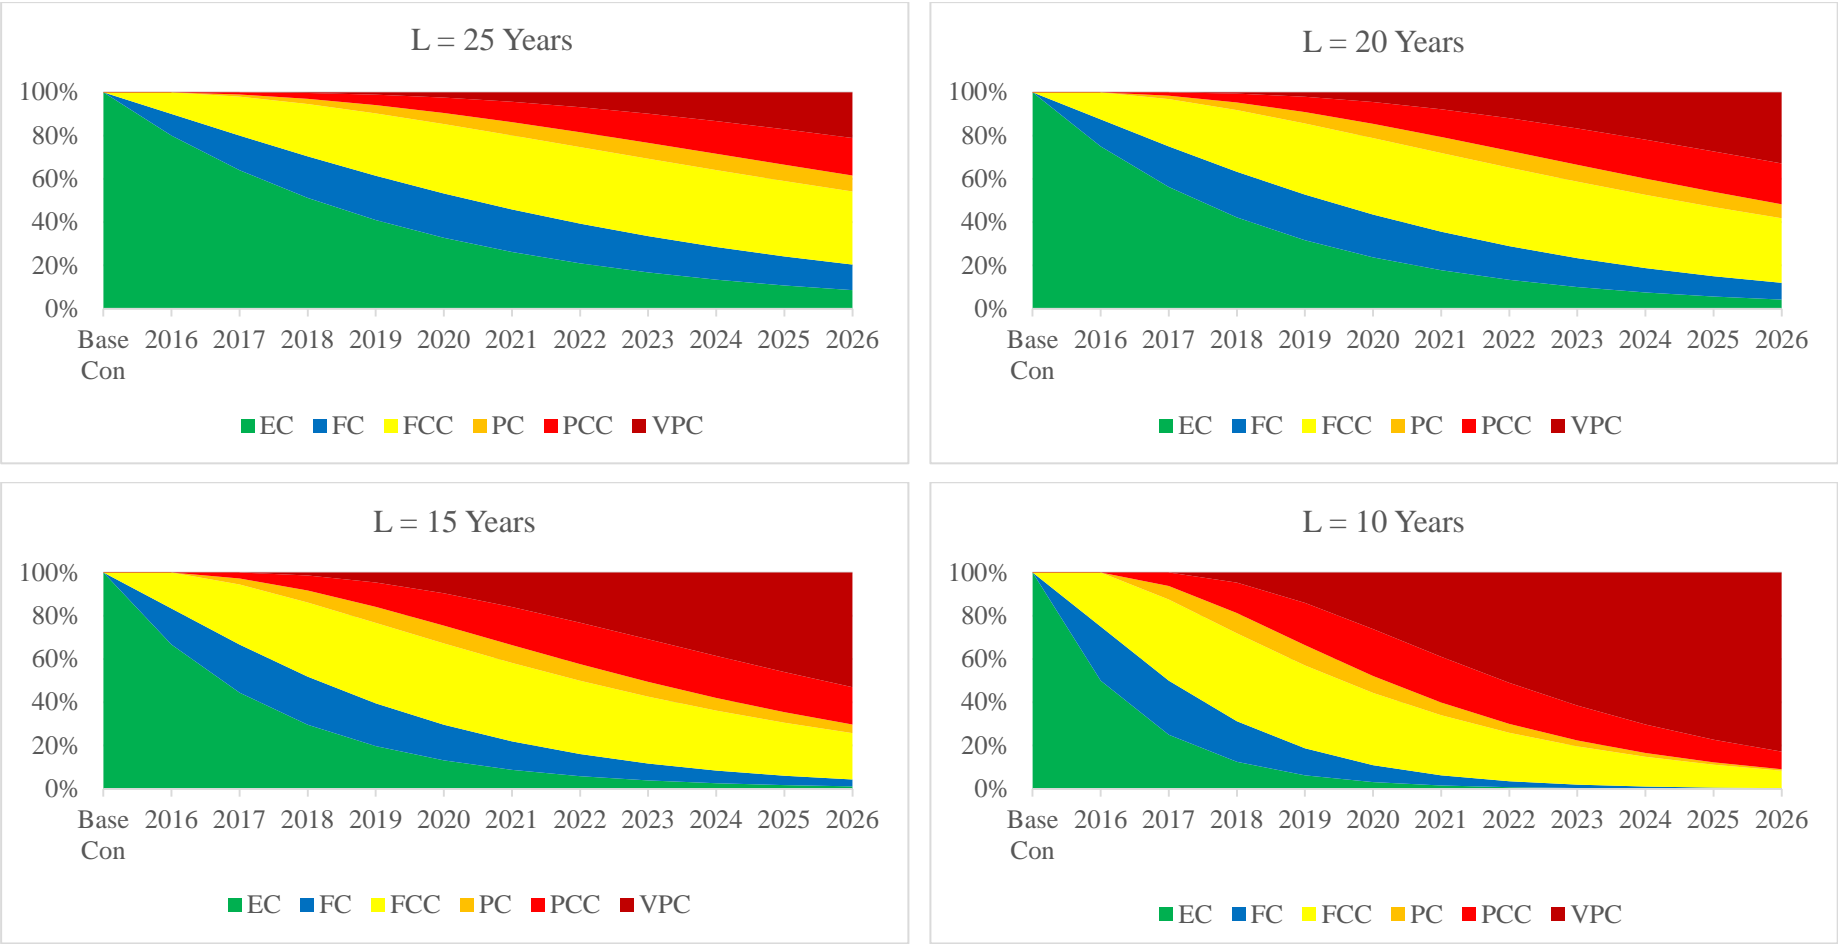 L = 25 Years
100%
80%
60%
40%
20%
0%
Base Con 2016 2017 2018 2019 2020 2021 2022 2023 2024 2025 2026
EC FC FCC PC PCC VPC
L = 20 Years
100%
80%
60%
40%
20%
0%
Base Con 2016 2017 2018 2019 2020 2021 2022 2023 2024 2025 2026
EC FC FCC PC PCC VPC
L = 15 Years
100%
80%
60%
40%
20%
0%
Base Con 2016 2017 2018 2019 2020 2021 2022 2023 2024 2025 2026
EC FC FCC PC PCC VPC
L = 10 Years
100%
80%
60%
40%
20%
0%
Base Con 2016 2017 2018 2019 2020 2021 2022 2023 2024 2025 2026
EC FC FCC PC PCC VPC